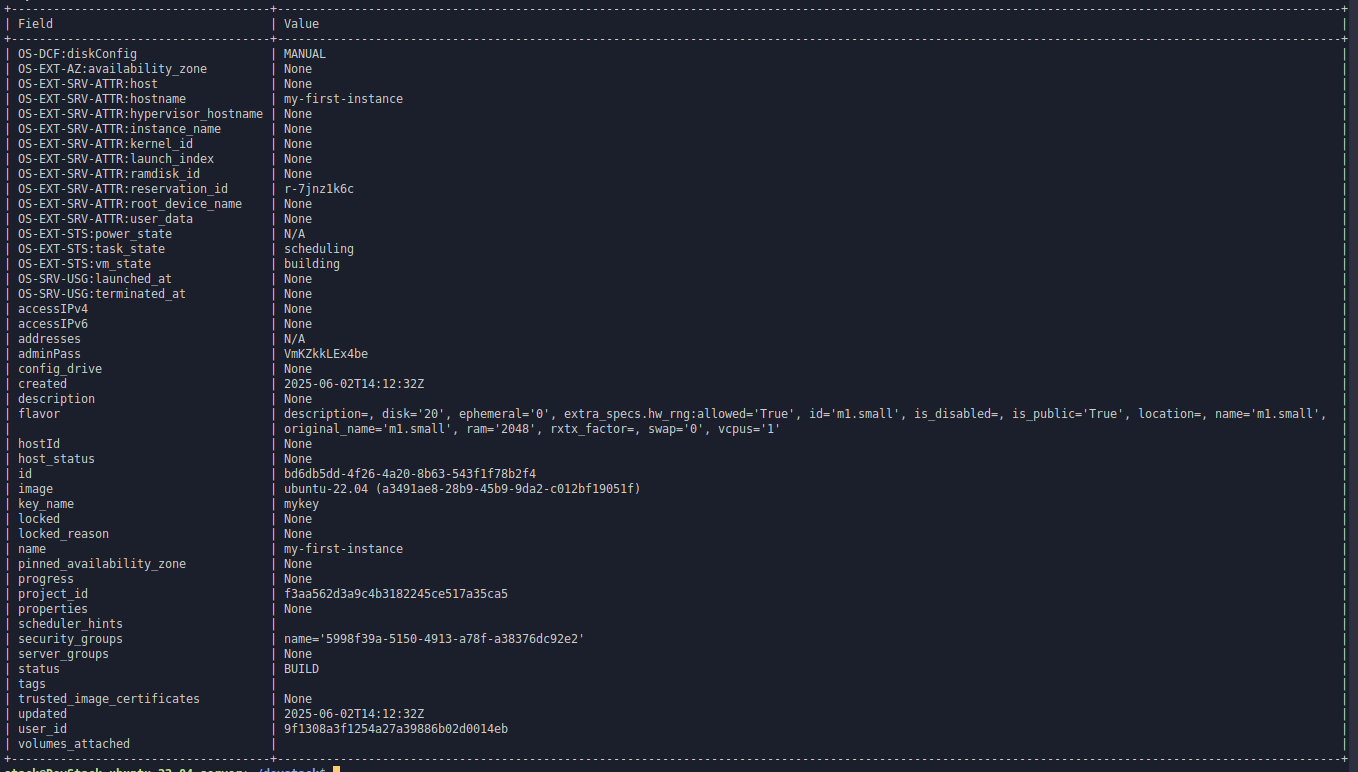 +-------------------------------------+--------------------------------------------------------------------------------------------------------------------------------------------------------+
| Field | Value |
+-------------------------------------+--------------------------------------------------------------------------------------------------------------------------------------------------------+
| OS-DCF:diskConfig | MANUAL |
| OS-EXT-AZ:availability_zone | None |
| OS-EXT-SRV-ATTR:host | None |
| OS-EXT-SRV-ATTR:hostname | my-first-instance |
| OS-EXT-SRV-ATTR:hypervisor_hostname | None |
| OS-EXT-SRV-ATTR:instance_name | None |
| OS-EXT-SRV-ATTR:kernel_id | None |
| OS-EXT-SRV-ATTR:launch_index | None |
| OS-EXT-SRV-ATTR:ramdisk_id | None |
| OS-EXT-SRV-ATTR:reservation_id | r-7jnz1k6c |
| OS-EXT-SRV-ATTR:root_device_name | None |
| OS-EXT-SRV-ATTR:user_data | None |
| OS-EXT-STS:power_state | N/A |
| OS-EXT-STS:task_state | scheduling |
| OS-EXT-STS:vm_state | building |
| OS-SRV-USG:launched_at | None |
| OS-SRV-USG:terminated_at | None |
| accessIPv4 | None |
| accessIPv6 | None |
| addresses | N/A |
| adminPass | VmKZkkLEx4be |
| config_drive | None |
| created | 2025-06-02T14:12:32Z |
| description | None |
| flavor | description=, disk='20', ephemeral='0', extra_specs.hw_rng:allowed='True', id='m1.small', is_disabled=, is_public='True', location=, name='m1.small', |
| | original_name='m1.small', ram='2048', rxtx_factor=, swap='0', vcpus='1' |
| hostId | None |
| host_status | None |
| id | bd6db5dd-4f26-4a20-8b63-543f1f78b2f4 |
| image | ubuntu-22.04 (a3491ae8-28b9-45b9-9da2-c012bf19051f) |
| key_name | mykey |
| locked | None |
| locked_reason | None |
| name | my-first-instance |
| pinned_availability_zone | None |
| progress | None |
| project_id | f3aa562d3a9c4b3182245ce517a35ca5 |
| properties | None |
| scheduler_hints | |
| security_groups | name='5998f39a-5150-4913-a78f-a38376dc92e2' |
| server_groups | None |
| status | BUILD |
| tags | |
| trusted_image_certificates | None |
| updated | 2025-06-02T14:12:32Z |
| user_id | 9f1308a3f1254a27a39886b02d0014eb |
| volumes_attached | |
+-------------------------------------+--------------------------------------------------------------------------------------------------------------------------------------------------------+